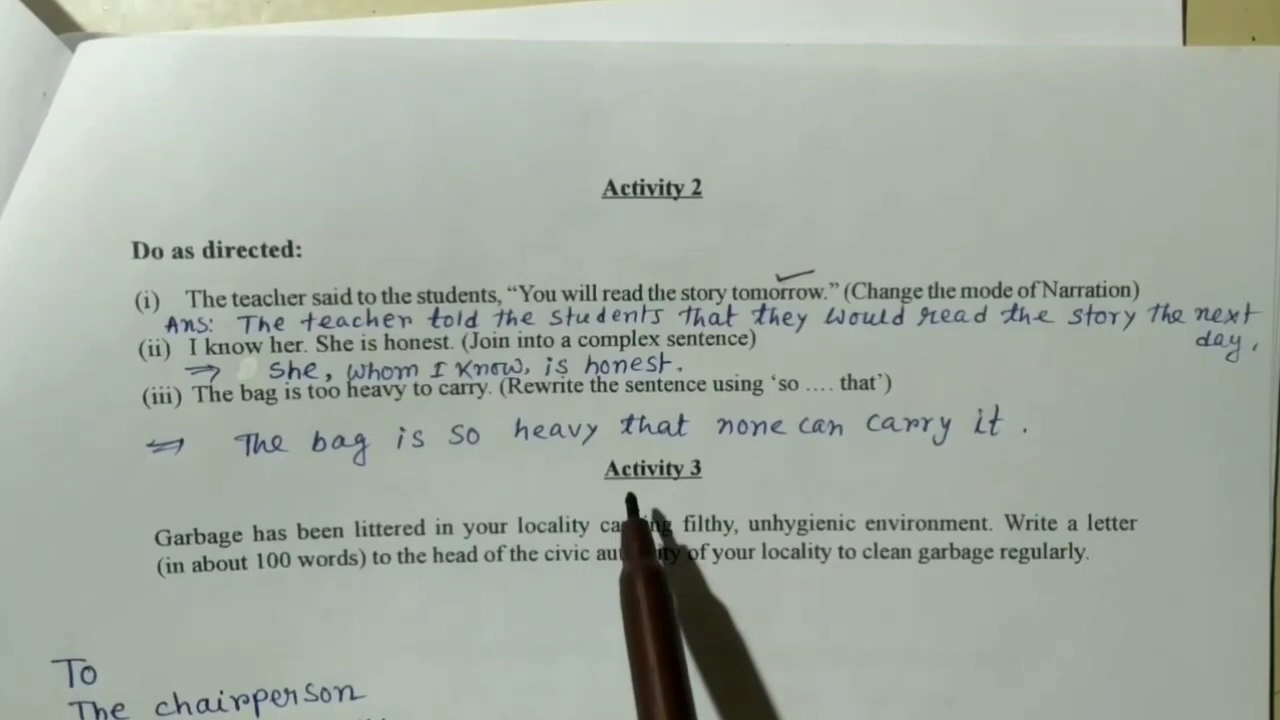 Activity 2
Do as directed:
(i) The teacher said to the students, “You will read the story tomorrow.” (Change the mode of Narration)
Ans: The teacher told the students that they would read the story the next
day.
(ii) I know her. She is honest. (Join into a complex sentence)
⇒ She, whom I know, is honest.
(iii) The bag is too heavy to carry. (Rewrite the sentence using ‘so .... that’)
⇒ The bag is so heavy that none can carry it.
Activity 3
Garbage has been littered in your locality filthy, unhygienic environment. Write a letter
(in about 100 words) to the head of the civic of your locality to clean garbage regularly.
To
The chairperson